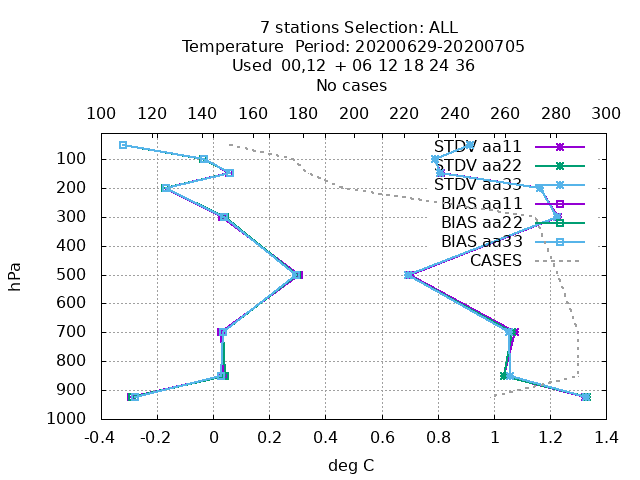 7 stations Selection: ALL
Temperature  Period: 20200629-20200705
Used  00,12  + 06 12 18 24 36
No cases
100 120 140 160 180 200 220 240 260 280 300
STDV aa11
STDV aa22
STDV aa33
BIAS aa11
BIAS aa22
BIAS aa33
CASES
hPa
100
200
300
400
500
600
700
800
900
1000
-0.4 -0.2 0 0.2 0.4 0.6 0.8 1 1.2 1.4
deg C